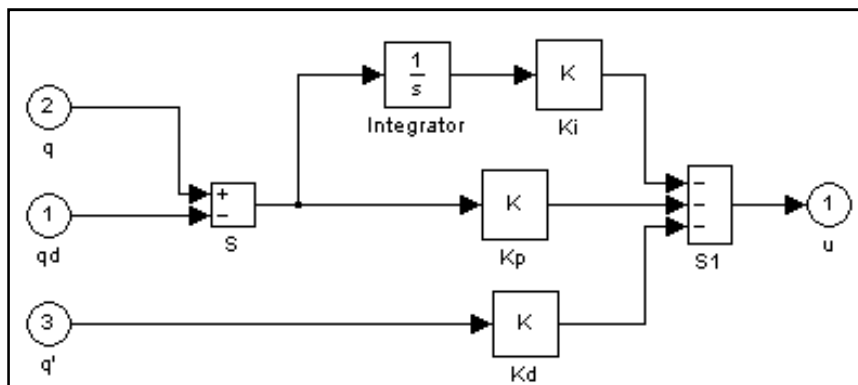 1
s
Integrator
K
Ki
2
q
1
qd
+
−
S
K
Kp
−
−
−
S1
1
u
3
q'
K
Kd